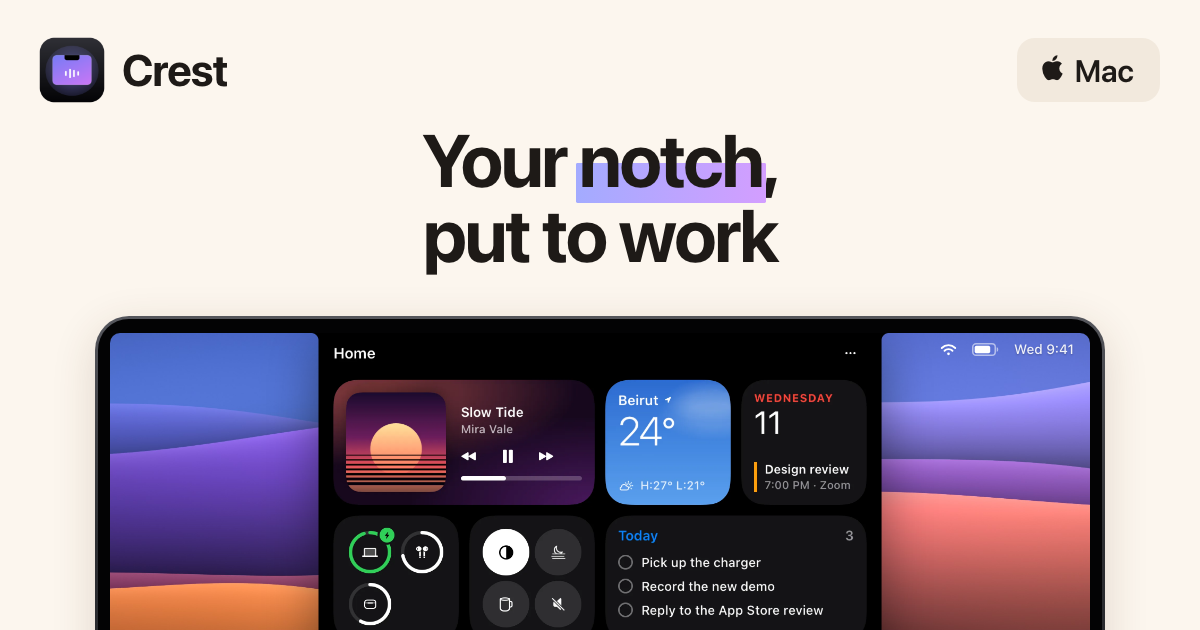 Crest
Mac
Your notch,
put to work
Wed 9:41
Home
...
Slow Tide
Mira Vale
Beirut
24°
H:27° L:21°
WEDNESDAY
11
Design review
7:00 PM · Zoom
Today
3
Pick up the charger
Record the new demo
Reply to the App Store review